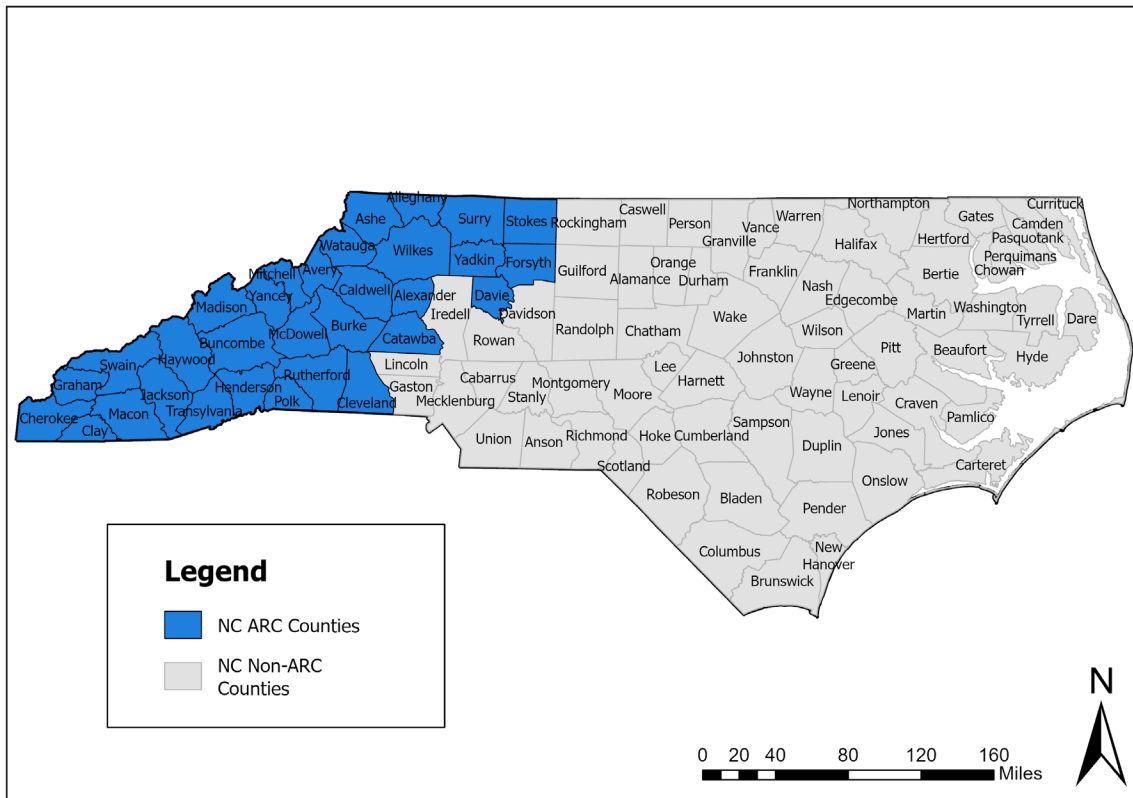 Alleghany
Ashe
Surry
Stokes
Rockingham
Caswell
Person
Granville
Vance
Warren
Northampton
Halifax
Gates
Hertford
Currituck
Camden
Pasquotank
Perquimans
Chowan
Watauga
Wilkes
Yadkin
Forsyth
Guilford
Alamance
Orange
Durham
Franklin
Nash
Edgecombe
Bertie
Martin
Washington
Tyrrell
Dare
Mitchell
Avery
Caldwell
Alexander
Iredell
Davie
Davidson
Madison
Yancey
McDowell
Burke
Catawba
Rowan
Randolph
Chatham
Wake
Wilson
Pitt
Beaufort
Hyde
Buncombe
Haywood
Swain
Graham
Rutherford
Lincoln
Gaston
Cabarrus
Stanly
Montgomery
Moore
Lee
Harnett
Johnston
Greene
Wayne
Lenoir
Craven
Pamlico
Jackson
Henderson
Polk
Cleveland
Mecklenburg
Cherokee
Macon
Clay
Transylvania
Union
Anson
Richmond
Scotland
Hoke
Cumberland
Sampson
Duplin
Jones
Carteret
Onslow
Robeson
Bladen
Pender
Columbus
Brunswick
New
Hanover
Legend
NC ARC Counties
NC Non-ARC
Counties
N
0 20 40 80 120 160
Miles